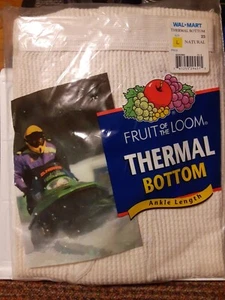 WAL★MART
THERMAL BOTTOM
L NATURAL
FRUIT OF THE LOOM®
THERMAL
BOTTOM
Ankle Length